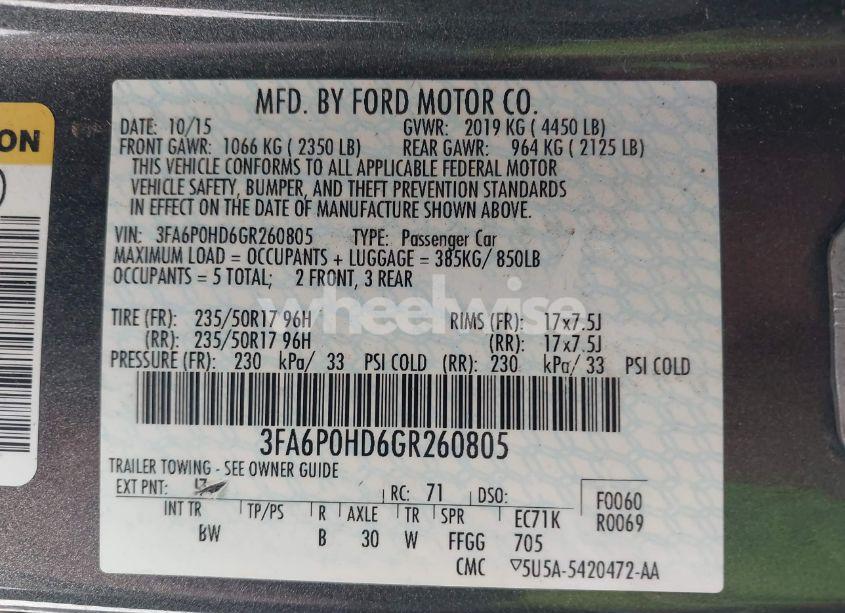 MFD. BY FORD MOTOR CO.
DATE: 10/15 GVWR: 2019 KG ( 4450 LB)
FRONT GAWR: 1066 KG ( 2350 LB) REAR GAWR: 964 KG ( 2125 LB)
THIS VEHICLE CONFORMS TO ALL APPLICABLE FEDERAL MOTOR
VEHICLE SAFETY, BUMPER, AND THEFT PREVENTION STANDARDS
IN EFFECT ON THE DATE OF MANUFACTURE SHOWN ABOVE.
ON
VIN: 3FA6P0HD6GR260805 TYPE: Passenger Car
MAXIMUM LOAD = OCCUPANTS + LUGGAGE = 385KG/ 850LB
OCCUPANTS = 5 TOTAL; 2 FRONT, 3 REAR
wheelwise
TIRE (FR): 235/50R17 96H RIMS (FR): 17x7.5J
(RR): 235/50R17 96H (RR): 17x7.5J
PRESSURE (FR): 230 kPa/ 33 PSI COLD (RR): 230 kPa/ 33 PSI COLD
3FA6P0HD6GR260805
TRAILER TOWING - SEE OWNER GUIDE
EXT PNT: RC: 71 DSO: F0060
R0069
INT TR TP/PS R AXLE TR SPR EC71K
BW B 30 W FFGG 705
CMC ▽5U5A-5420472-AA